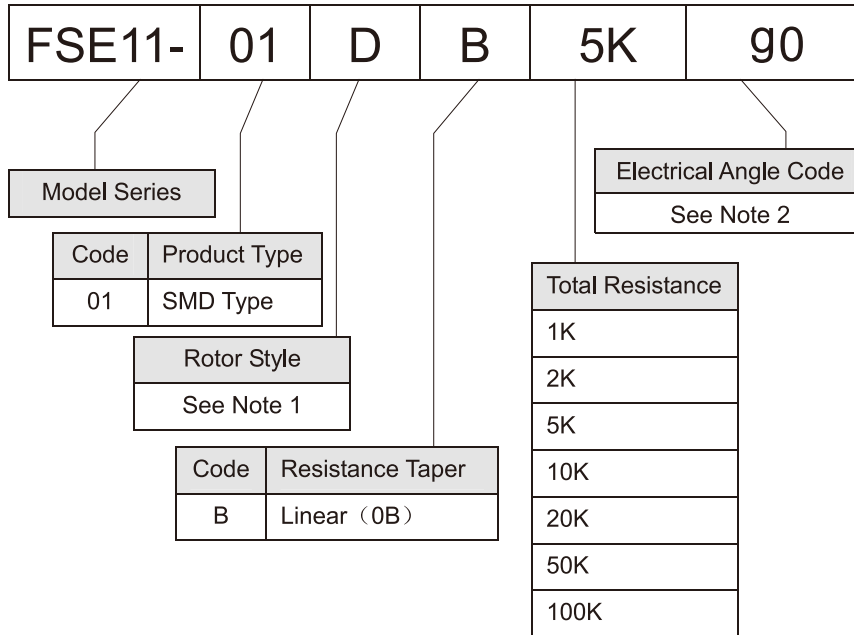 FSE11- 01 D B 5K g0
Model Series
Electrical Angle Code
See Note 2
Code Product Type
01 SMD Type
Rotor Style
See Note 1
Code Resistance Taper
B Linear（0B）
Total Resistance
1K
2K
5K
10K
20K
50K
100K